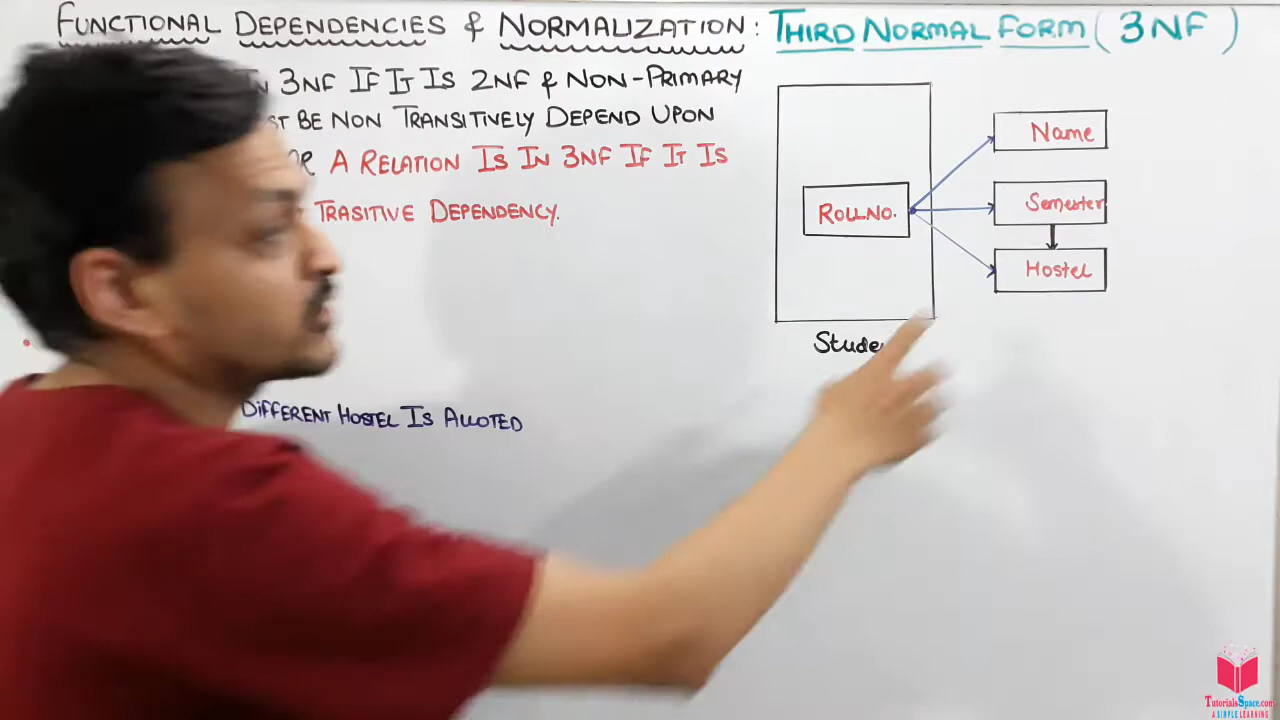 FUNCTIONAL DEPENDENCIES & NORMALIZATION : THIRD NORMAL FORM ( 3NF )
IN 3NF IF IT IS 2NF & NON-PRIMARY
BE NON TRANSITIVELY DEPEND UPON
A RELATION IS IN 3NF IF IT IS
TRASITIVE DEPENDENCY.
DIFFERENT HOSTEL IS ALLOTED
ROLLNO.
Name
Semester
Hostel
Stude
TutorialsSpace.com
A SIMPLE LEARNING